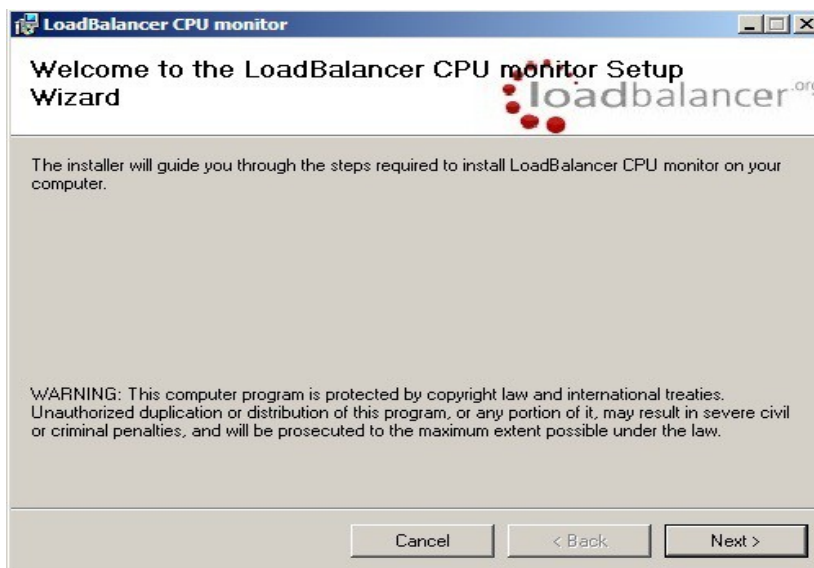 LoadBalancer CPU monitor
Welcome to the LoadBalancer CPU monitor Setup
Wizard
loadbalancer.org
The installer will guide you through the steps required to install LoadBalancer CPU monitor on your
computer.
WARNING: This computer program is protected by copyright law and international treaties.
Unauthorized duplication or distribution of this program, or any portion of it, may result in severe civil
or criminal penalties, and will be prosecuted to the maximum extent possible under the law.
Cancel
< Back
Next >